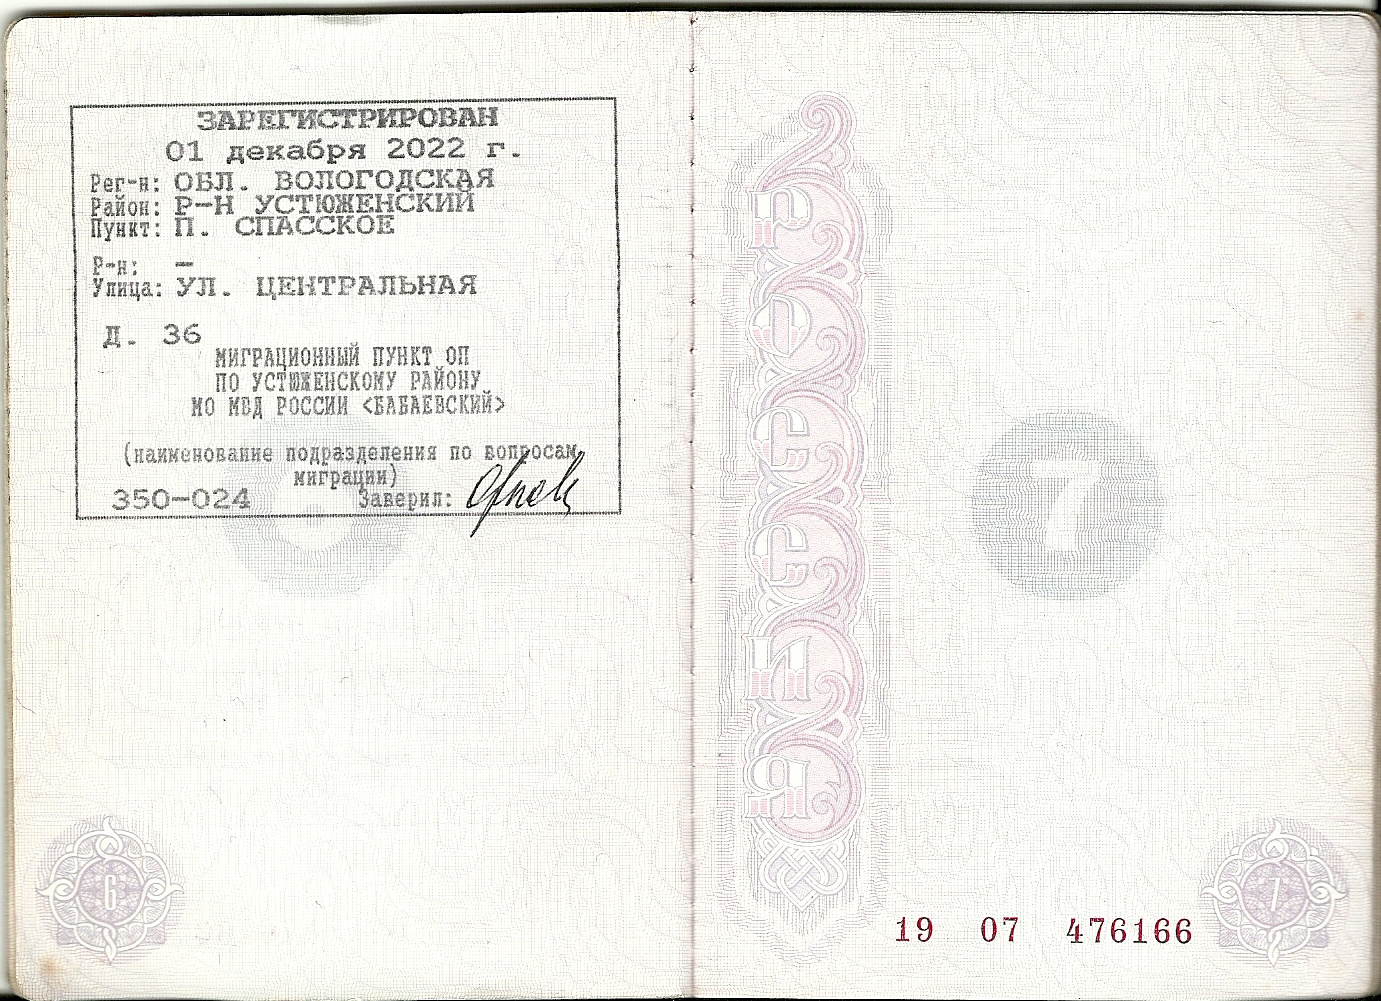 ЗАРЕГИСТРИРОВАН
01 декабря 2022 г.
Рег-н: ОБЛ. ВОЛОГОДСКАЯ
Район: Р-Н УСТЮЖЕНСКИЙ
Пункт: П. СПАССКОЕ
Р-н: –
Улица: УЛ. ЦЕНТРАЛЬНАЯ
Д. 36
МИГРАЦИОННЫЙ ПУНКТ ОП
ПО УСТЮЖЕНСКОМУ РАЙОНУ
МО МВД РОССИИ <БАБАЕВСКИЙ>
(наименование подразделения по вопросам
миграции)
350-024 Заверил:
6
РОССИЯ
7
19 07 476166
7